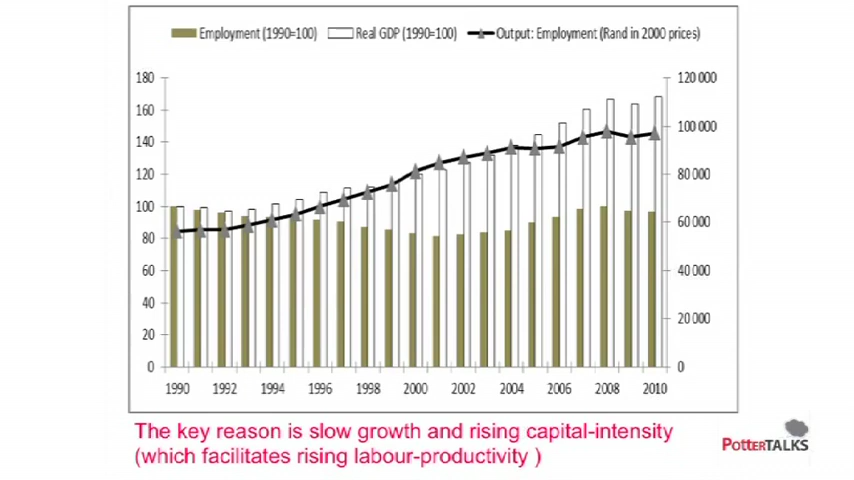 Employment (1990=100) Real GDP (1990=100) Output: Employment (Rand in 2000 prices)
180 120 000
160
140 100 000
120 80 000
100
80 60 000
60 40 000
40
20 20 000
0 0
1990 1992 1994 1996 1998 2000 2002 2004 2006 2008 2010
The key reason is slow growth and rising capital-intensity
(which facilitates rising labour-productivity )
POTTERTALKS